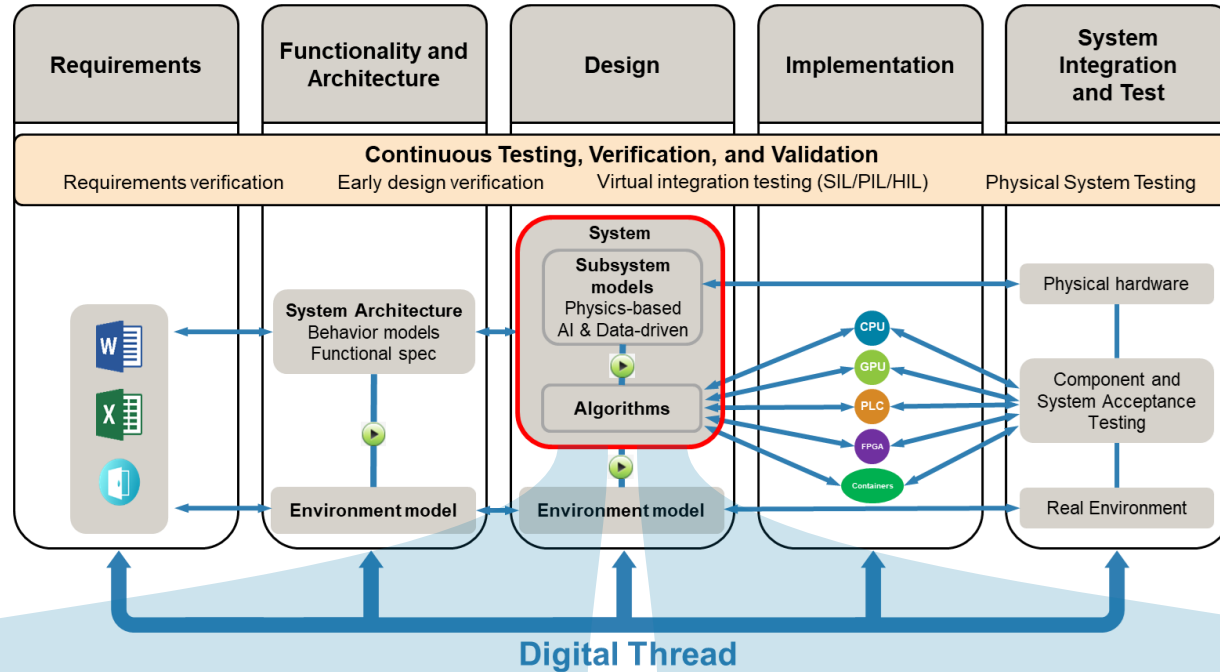 Requirements
Functionality and
Architecture
Design
Implementation
System
Integration
and Test
Continuous Testing, Verification, and Validation
Requirements verification
Early design verification
Virtual integration testing (SIL/PIL/HIL)
Physical System Testing
W
X
System Architecture
Behavior models
Functional spec
Environment model
System
Subsystem
models
Physics-based
AI & Data-driven
Algorithms
Environment model
CPU
GPU
PLC
FPGA
Containers
Physical hardware
Component and
System Acceptance
Testing
Real Environment
Digital Thread